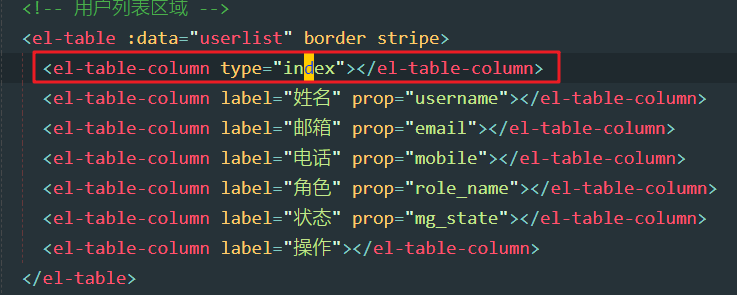 <!-- 用户列表区域 -->
<el-table :data="userlist" border stripe>
<el-table-column type="index"></el-table-column>
<el-table-column label="姓名" prop="username"></el-table-column>
<el-table-column label="邮箱" prop="email"></el-table-column>
<el-table-column label="电话" prop="mobile"></el-table-column>
<el-table-column label="角色" prop="role_name"></el-table-column>
<el-table-column label="状态" prop="mg_state"></el-table-column>
<el-table-column label="操作"></el-table-column>
</el-table>